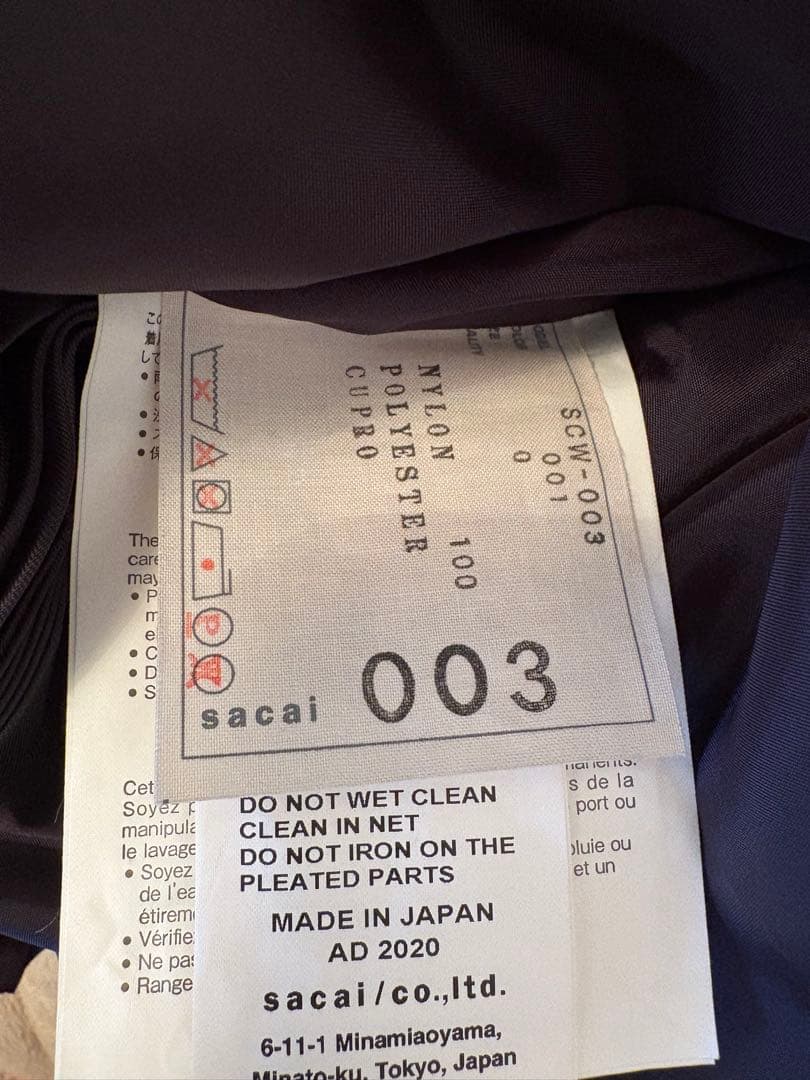 SCW-003
001
0
NYLON 100
POLYESTER
CUPRO
003
sacai
P
The
care
may
• P
• C
• D
• S
Cet
Soyez
manipula
le lavage
• Soyez
de l'ea
étirem
• Vérifie
• Ne pas
• Range
s de la
port ou
pluie ou
et un
DO NOT WET CLEAN
CLEAN IN NET
DO NOT IRON ON THE
PLEATED PARTS
MADE IN JAPAN
AD 2020
sacai/co.,ltd.
6-11-1 Minamiaoyama,
Minato-ku, Tokyo, Japan